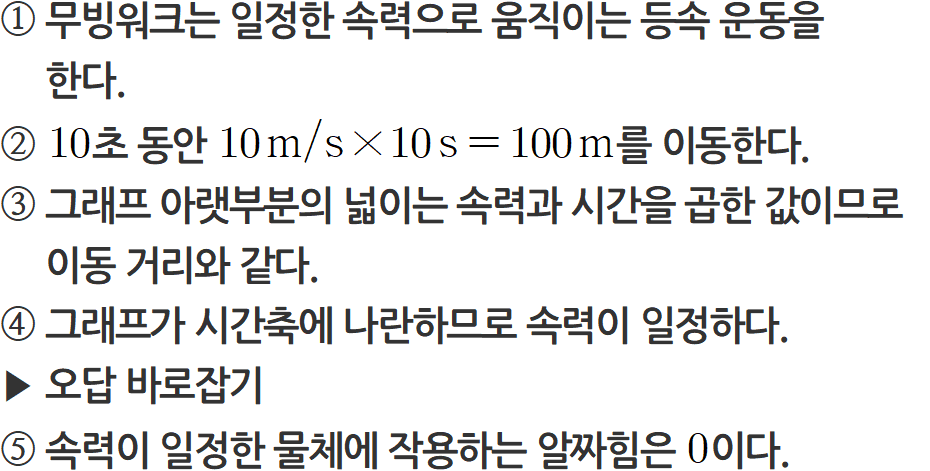 ① 무빙워크는 일정한 속력으로 움직이는 등속 운동을
한다.
② 10초 동안 10 m/s×10 s = 100 m를 이동한다.
③ 그래프 아랫부분의 넓이는 속력과 시간을 곱한 값이므로
이동 거리와 같다.
④ 그래프가 시간축에 나란하므로 속력이 일정하다.
▶ 오답 바로잡기
⑤ 속력이 일정한 물체에 작용하는 알짜힘은 0이다.